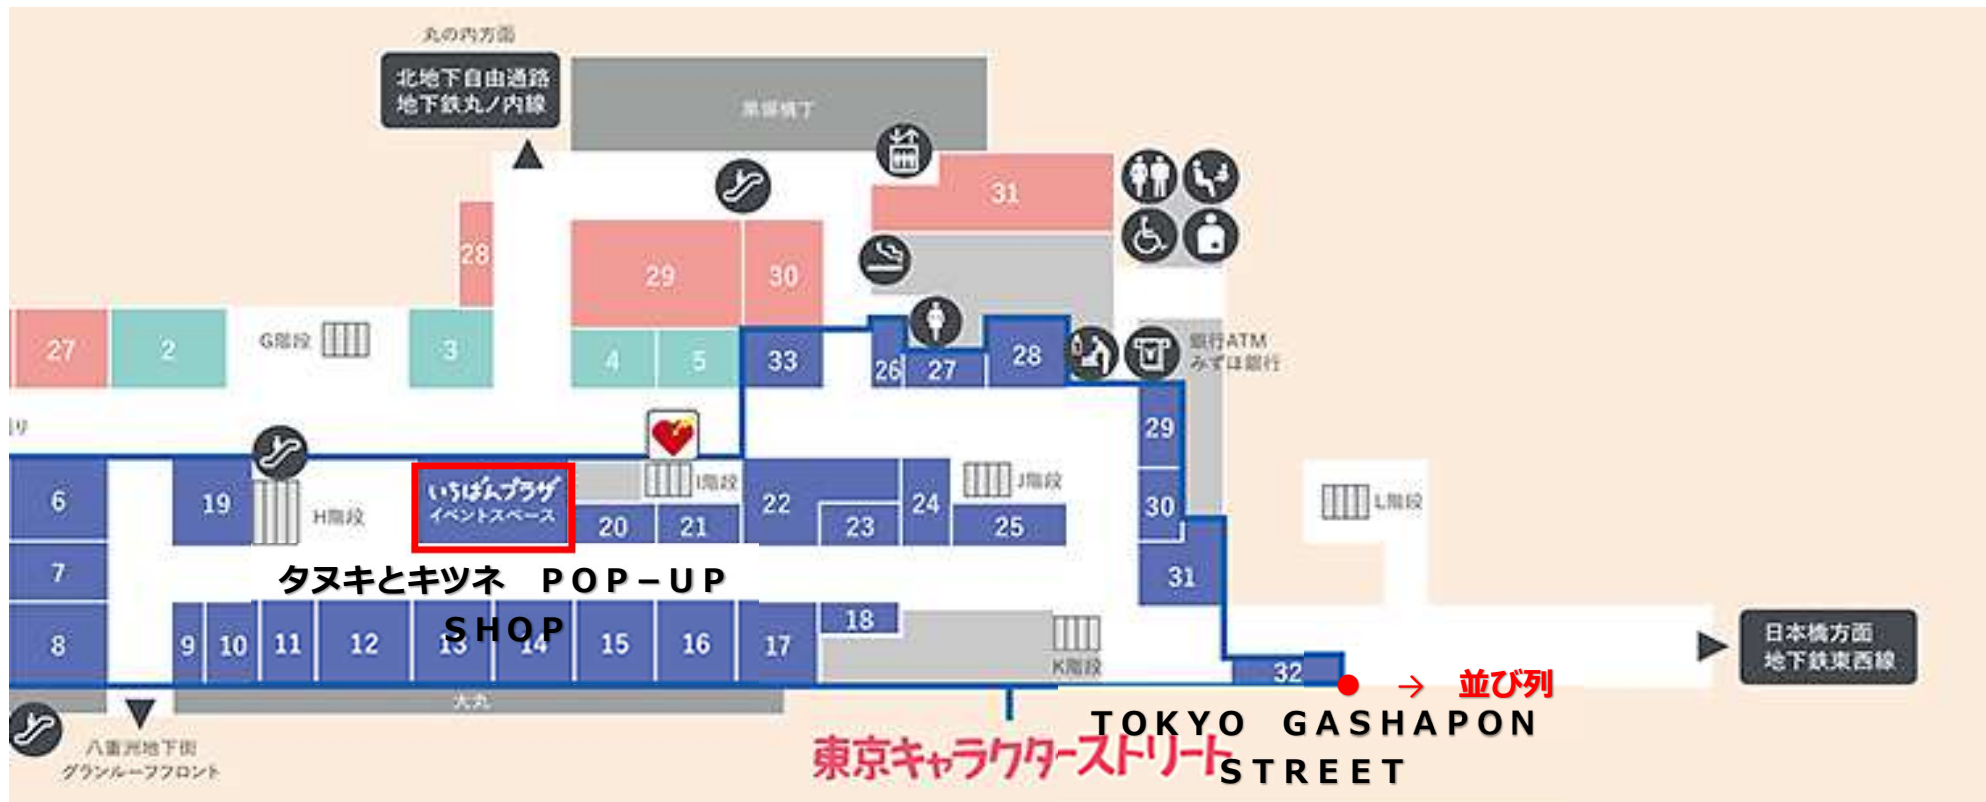 丸の内方面
北地下自由通路
地下鉄丸ノ内線
黒塀横丁
31
28
29
30
27
2
G階段
3
4
5
33
26
27
28
銀行ATM
みずほ銀行
り
6
19
H階段
いちばんプラザ
イベントスペース
I階段
20
21
22
23
24
J階段
25
29
30
31
L階段
7
タヌキとキツネ POP-UP
SHOP
8
9
10
11
12
13
14
15
16
17
18
K階段
32
日本橋方面
地下鉄東西線
→ 並び列
大丸
八重洲地下街
グランルーフフロント
東京キャラクターストリート
TOKYO GASHAPON
STREET